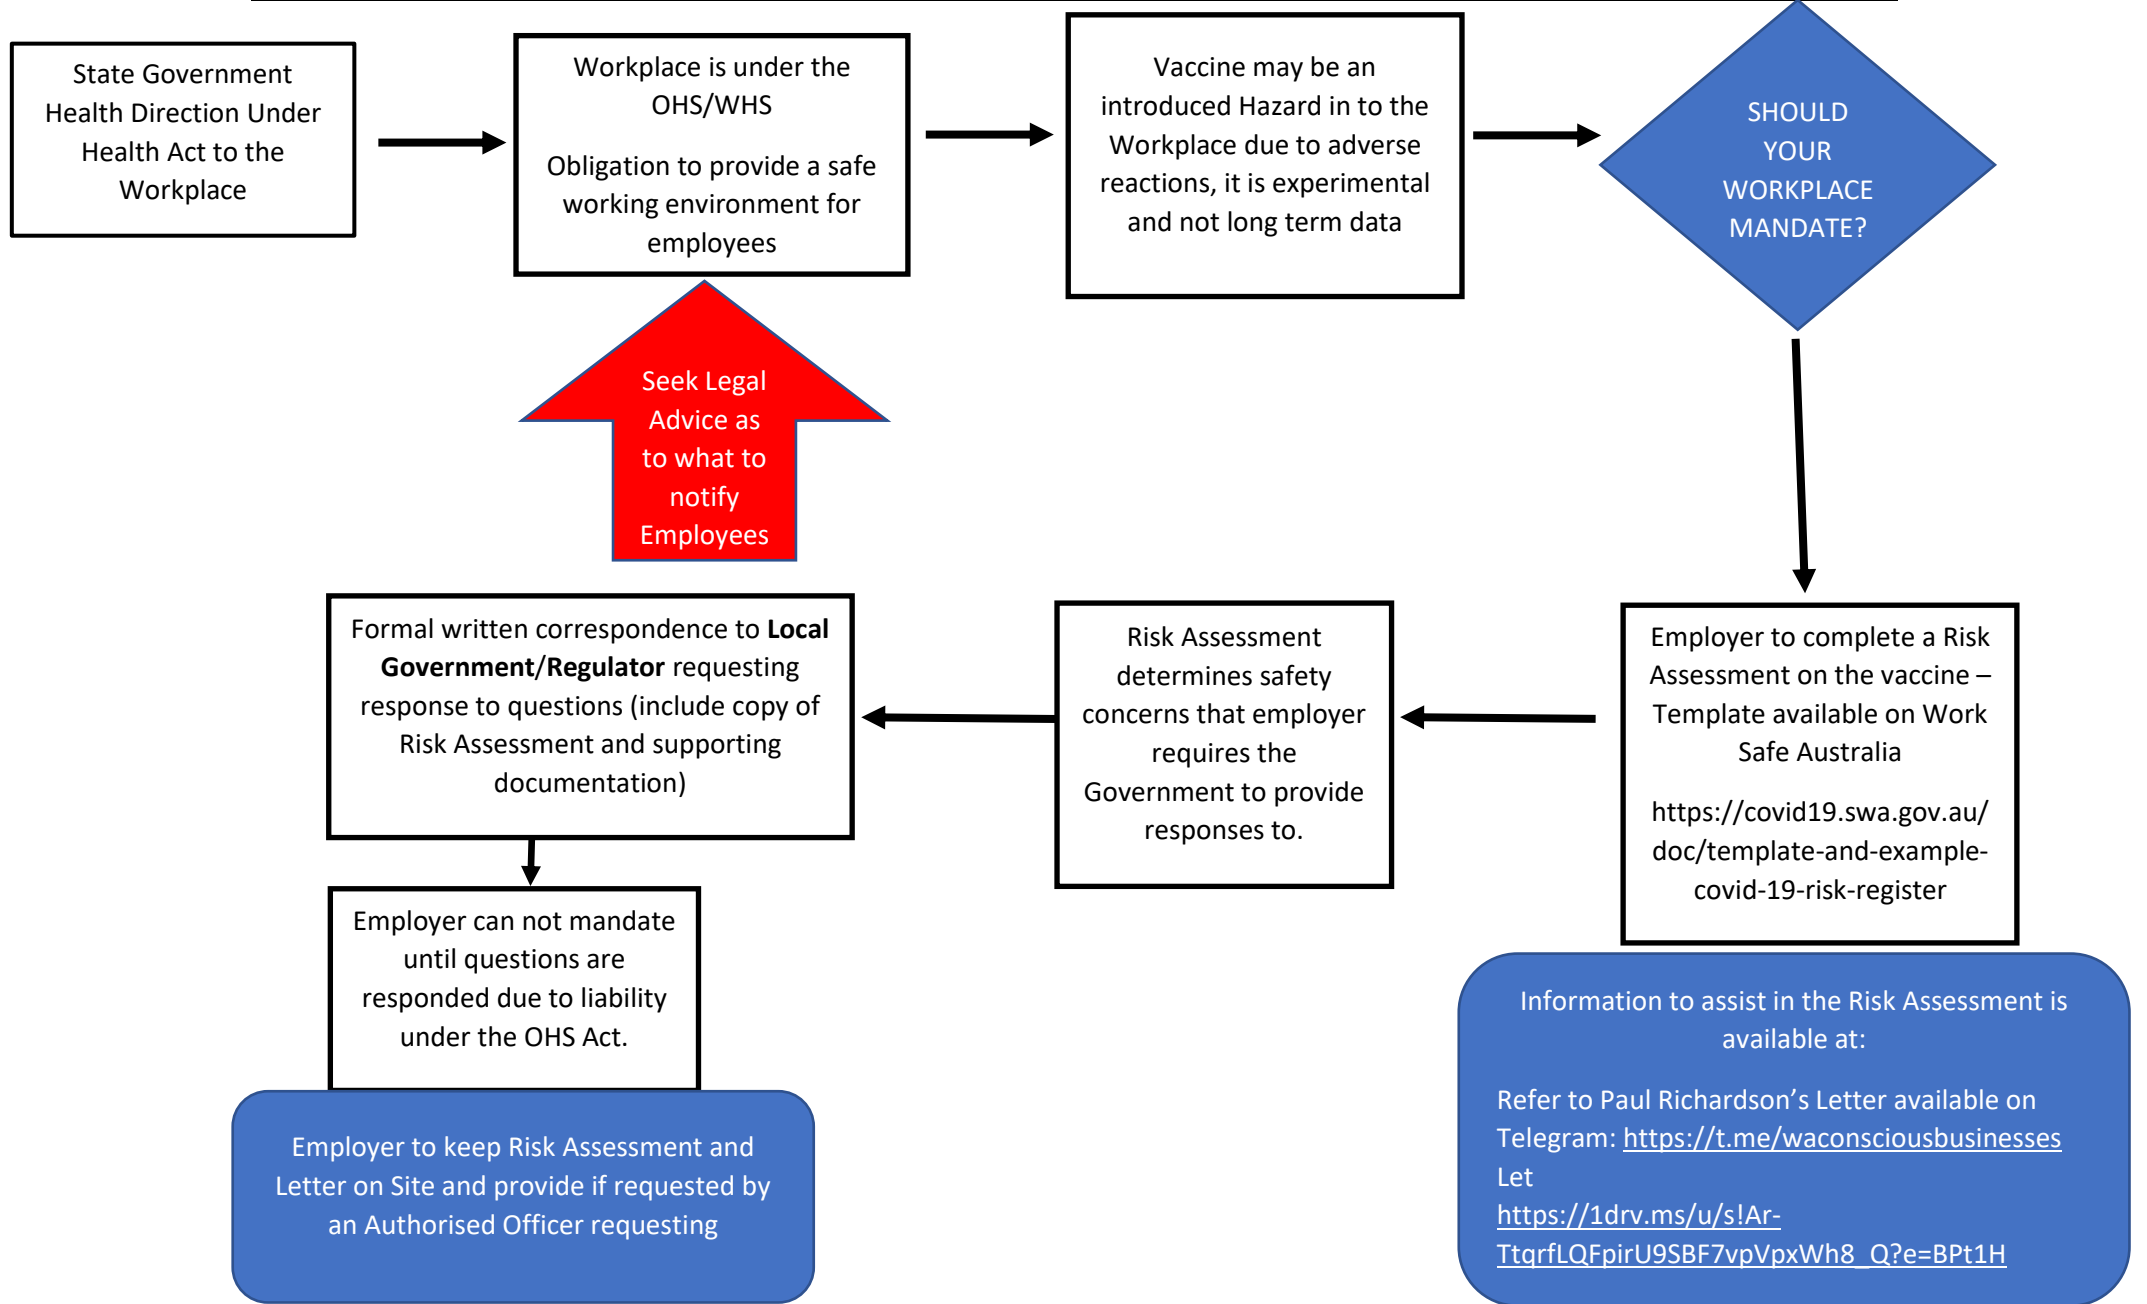 State Government
Health Direction Under
Health Act to the
Workplace
Workplace is under the
OHS/WHS
Obligation to provide a safe
working environment for
employees
Vaccine may be an
introduced Hazard in to the
Workplace due to adverse
reactions, it is experimental
and not long term data
SHOULD
YOUR
WORKPLACE
MANDATE?
Seek Legal
Advice as
to what to
notify
Employees
Employer to complete a Risk
Assessment on the vaccine –
Template available on Work
Safe Australia
https://covid19.swa.gov.au/
doc/template-and-example-
covid-19-risk-register
Risk Assessment
determines safety
concerns that employer
requires the
Government to provide
responses to.
Formal written correspondence to Local
Government/Regulator requesting
response to questions (include copy of
Risk Assessment and supporting
documentation)
Employer can not mandate
until questions are
responded due to liability
under the OHS Act.
Employer to keep Risk Assessment and
Letter on Site and provide if requested by
an Authorised Officer requesting
Information to assist in the Risk Assessment is
available at:
Refer to Paul Richardson’s Letter available on
Telegram: https://t.me/waconsciousbusinesses
Let
https://1drv.ms/u/s!Ar-
TtqrfLQFpirU9SBF7vpVpxWh8_Q?e=BPt1H